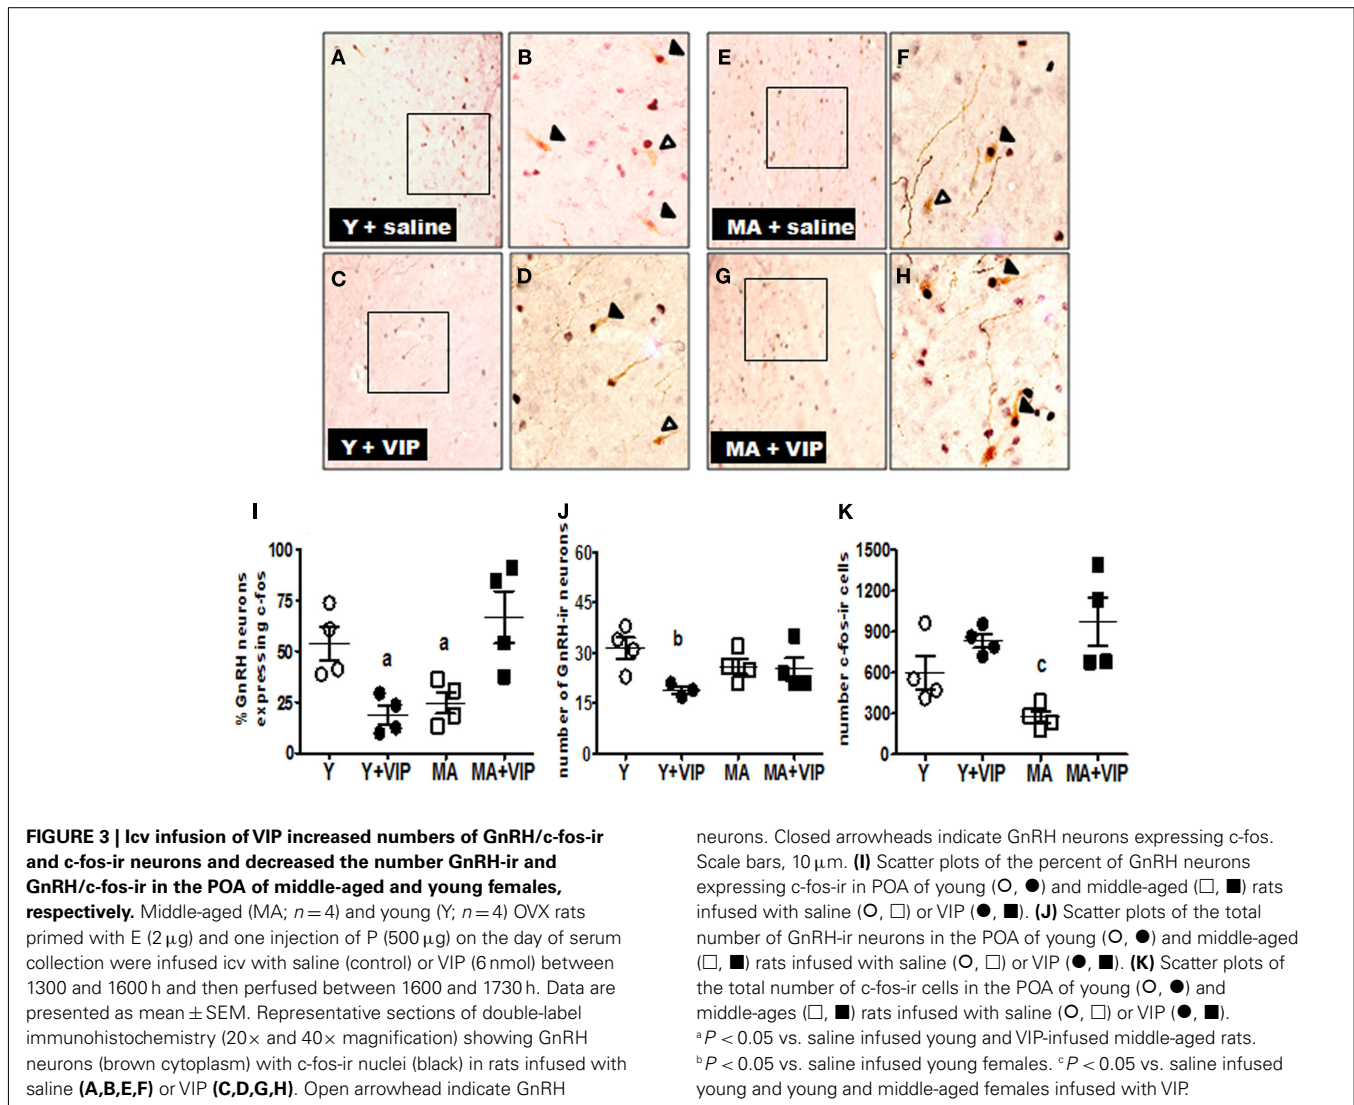 A
B
E
F
Y + saline
MA + saline
C
D
G
H
Y + VIP
MA + VIP
I
J
K
% GnRH neurons
expressing c-fos
100
75
50
25
0
a
a
Y
Y+VIP
MA
MA+VIP
number of GnRH-ir neurons
60
45
30
15
0
b
Y
Y+VIP
MA
MA+VIP
number c-fos-ir cells
1500
1200
900
600
300
0
c
Y
Y+VIP
MA
MA+VIP
FIGURE 3 | Icv infusion of VIP increased numbers of GnRH/c-fos-ir
and c-fos-ir neurons and decreased the number GnRH-ir and
GnRH/c-fos-ir in the POA of middle-aged and young females,
respectively. Middle-aged (MA; n = 4) and young (Y; n = 4) OVX rats
primed with E (2 μg) and one injection of P (500 μg) on the day of serum
collection were infused icv with saline (control) or VIP (6 nmol) between
1300 and 1600 h and then perfused between 1600 and 1730 h. Data are
presented as mean ± SEM. Representative sections of double-label
immunohistochemistry (20× and 40× magnification) showing GnRH
neurons (brown cytoplasm) with c-fos-ir nuclei (black) in rats infused with
saline (A,B,E,F) or VIP (C,D,G,H). Open arrowhead indicate GnRH
neurons. Closed arrowheads indicate GnRH neurons expressing c-fos.
Scale bars, 10 μm. (I) Scatter plots of the percent of GnRH neurons
expressing c-fos-ir in POA of young (○, ●) and middle-aged (□, ■) rats
infused with saline (○, □) or VIP (●, ■). (J) Scatter plots of the total
number of GnRH-ir neurons in the POA of young (○, ●) and middle-aged
(□, ■) rats infused with saline (○, □) or VIP (●, ■). (K) Scatter plots of
the total number of c-fos-ir cells in the POA of young (○, ●) and
middle-ages (□, ■) rats infused with saline (○, □) or VIP (●, ■).
ᵃP < 0.05 vs. saline infused young and VIP-infused middle-aged rats.
ᵇP < 0.05 vs. saline infused young females. ᶜP < 0.05 vs. saline infused
young and young and middle-aged females infused with VIP.